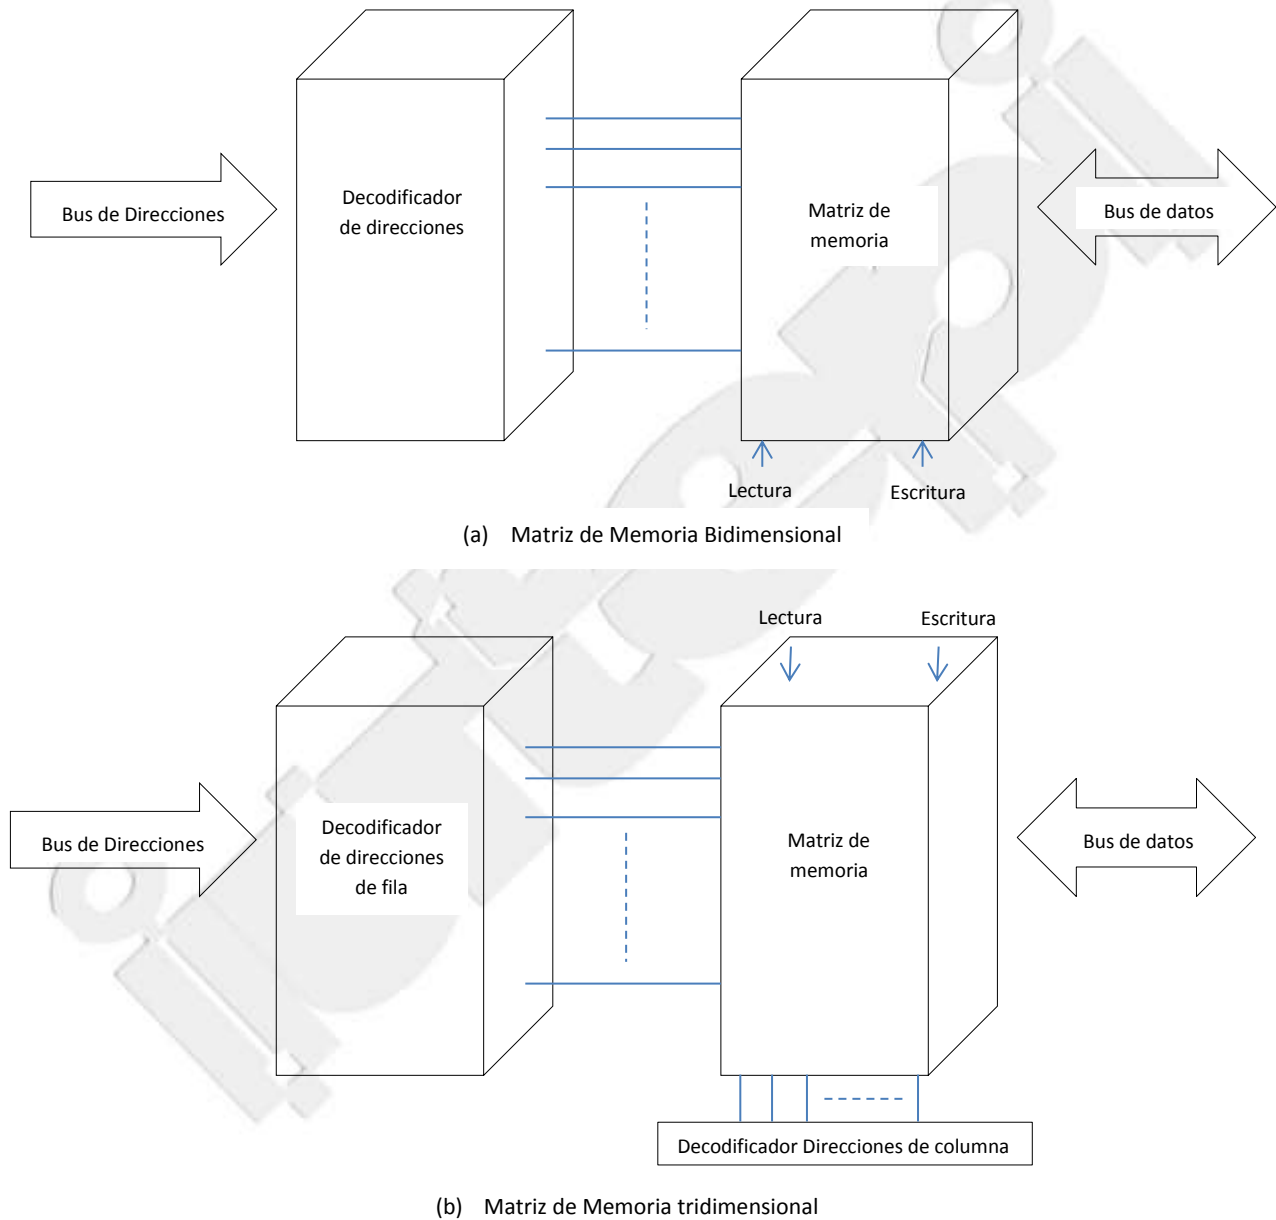 Decodificador
de direcciones
Bus de Direcciones
Matriz de
memoria
Bus de datos
Lectura
Escritura
(a) Matriz de Memoria Bidimensional
Lectura
Escritura
Decodificador
de direcciones
de fila
Bus de Direcciones
Matriz de
memoria
Bus de datos
Decodificador Direcciones de columna
(b) Matriz de Memoria tridimensional